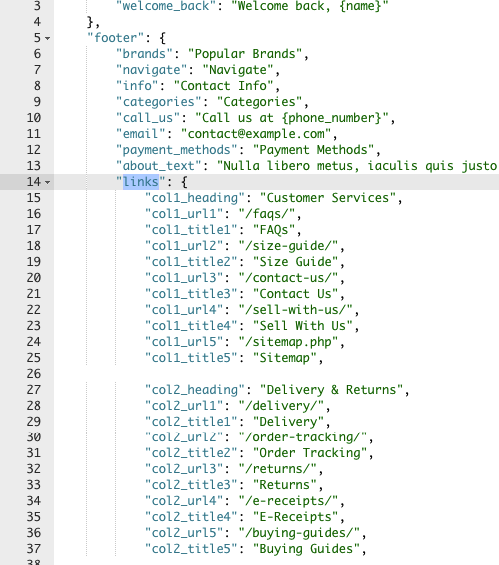 3 "welcome_back": "Welcome back, {name}"
4 },
5 "footer": {
6 "brands": "Popular Brands",
7 "navigate": "Navigate",
8 "info": "Contact Info",
9 "categories": "Categories",
10 "call_us": "Call us at {phone_number}",
11 "email": "contact@example.com",
12 "payment_methods": "Payment Methods",
13 "about_text": "Nulla libero metus, iaculis quis justo
14 "links": {
15 "col1_heading": "Customer Services",
16 "col1_url1": "/faqs/",
17 "col1_title1": "FAQs",
18 "col1_url2": "/size-guide/",
19 "col1_title2": "Size Guide",
20 "col1_url3": "/contact-us/",
21 "col1_title3": "Contact Us",
22 "col1_url4": "/sell-with-us/",
23 "col1_title4": "Sell With Us",
24 "col1_url5": "/sitemap.php",
25 "col1_title5": "Sitemap",
26
27 "col2_heading": "Delivery & Returns",
28 "col2_url1": "/delivery/",
29 "col2_title1": "Delivery",
30 "col2_url2": "/order-tracking/",
31 "col2_title2": "Order Tracking",
32 "col2_url3": "/returns/",
33 "col2_title3": "Returns",
34 "col2_url4": "/e-receipts/",
35 "col2_title4": "E-Receipts",
36 "col2_url5": "/buying-guides/",
37 "col2_title5": "Buying Guides",
38